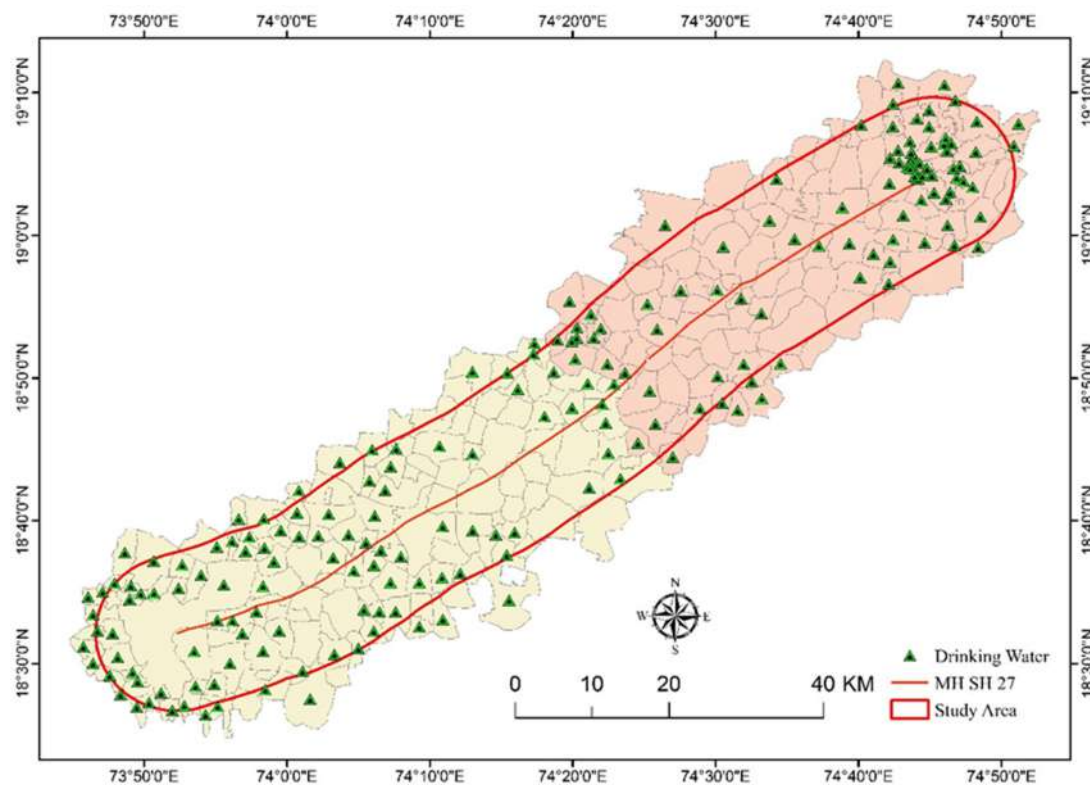 73°50'0"E 74°0'0"E 74°10'0"E 74°20'0"E 74°30'0"E 74°40'0"E 74°50'0"E
19°10'0"N 19°10'0"N
19°0'0"N 19°0'0"N
18°50'0"N 18°50'0"N
18°40'0"N 18°40'0"N
18°30'0"N 18°30'0"N
N
W E
S
Drinking Water
0 10 20 40 KM
MH SH 27
Study Area
73°50'0"E 74°0'0"E 74°10'0"E 74°20'0"E 74°30'0"E 74°40'0"E 74°50'0"E